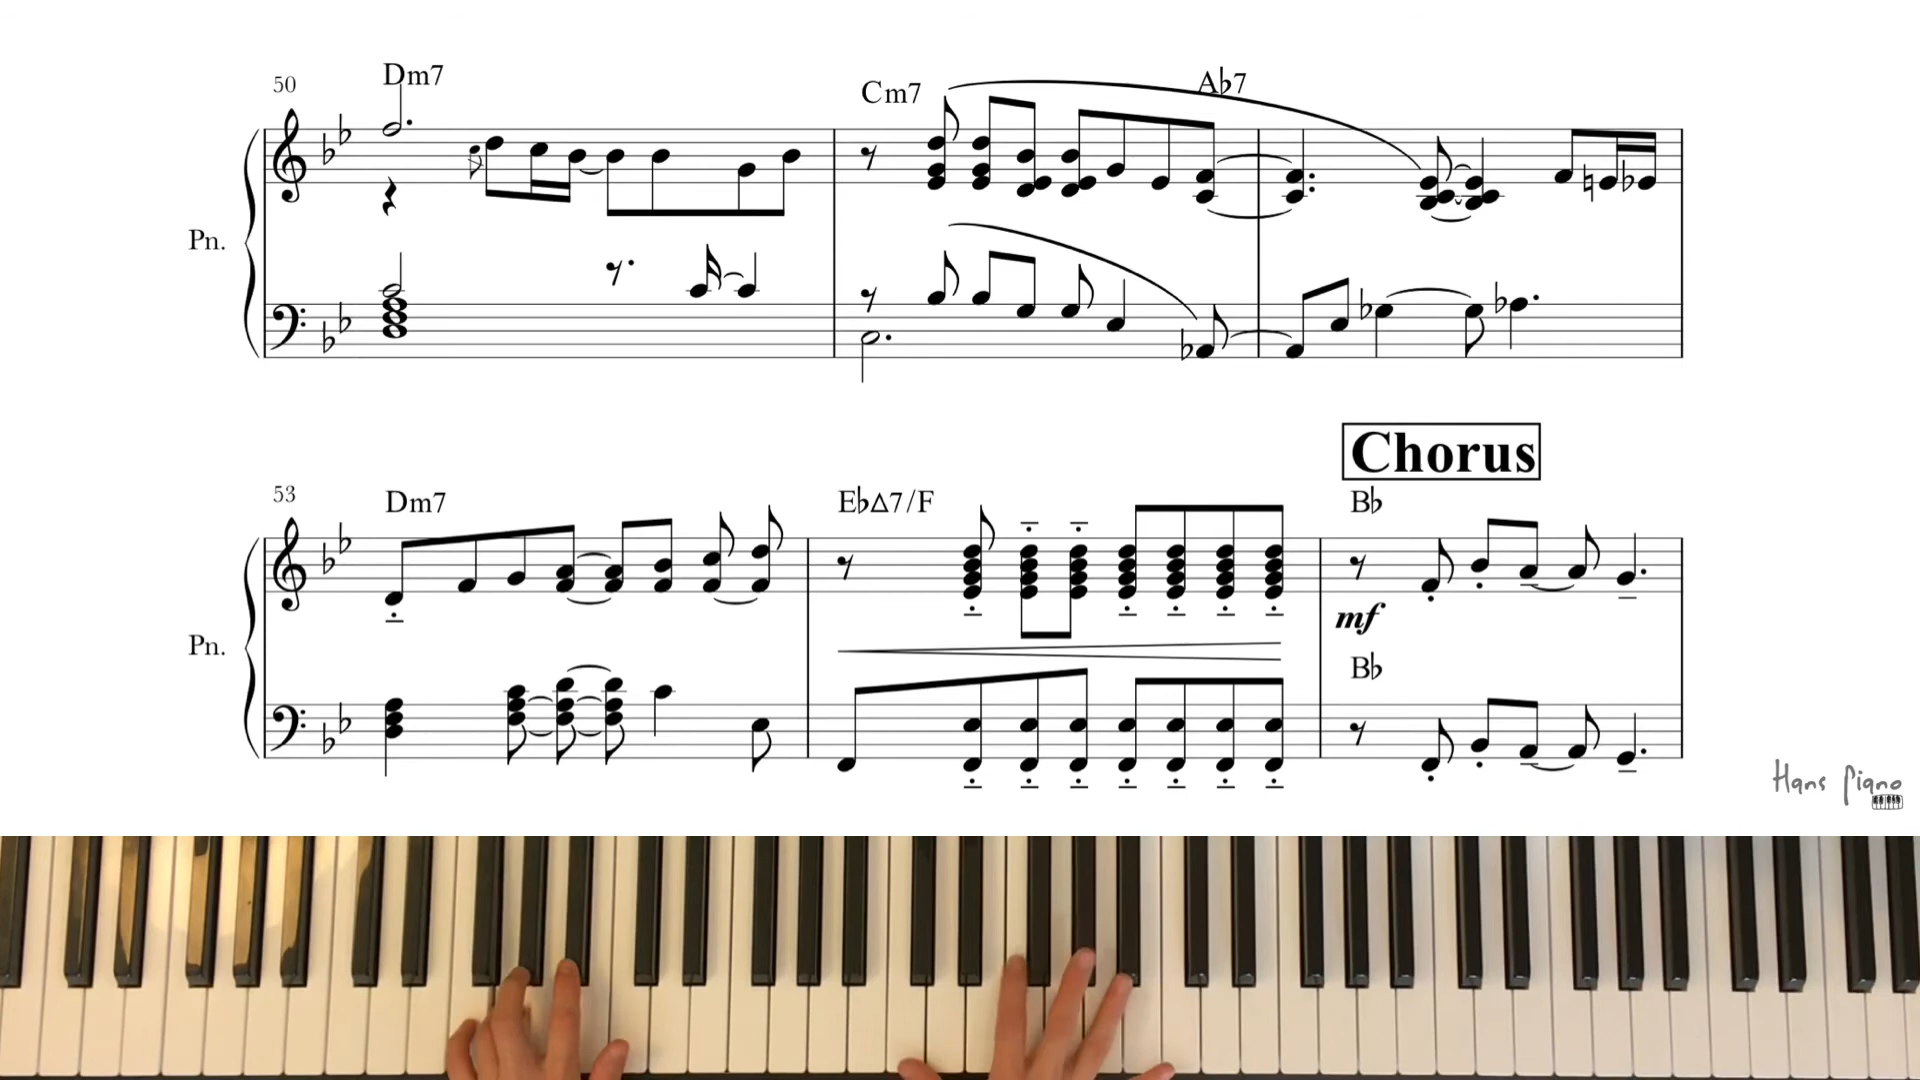 50 Dm7 Cm7 A♭7
Pn.
Chorus
53 Dm7 E♭Δ7/F B♭
mf
Pn.
B♭
Hans Piano